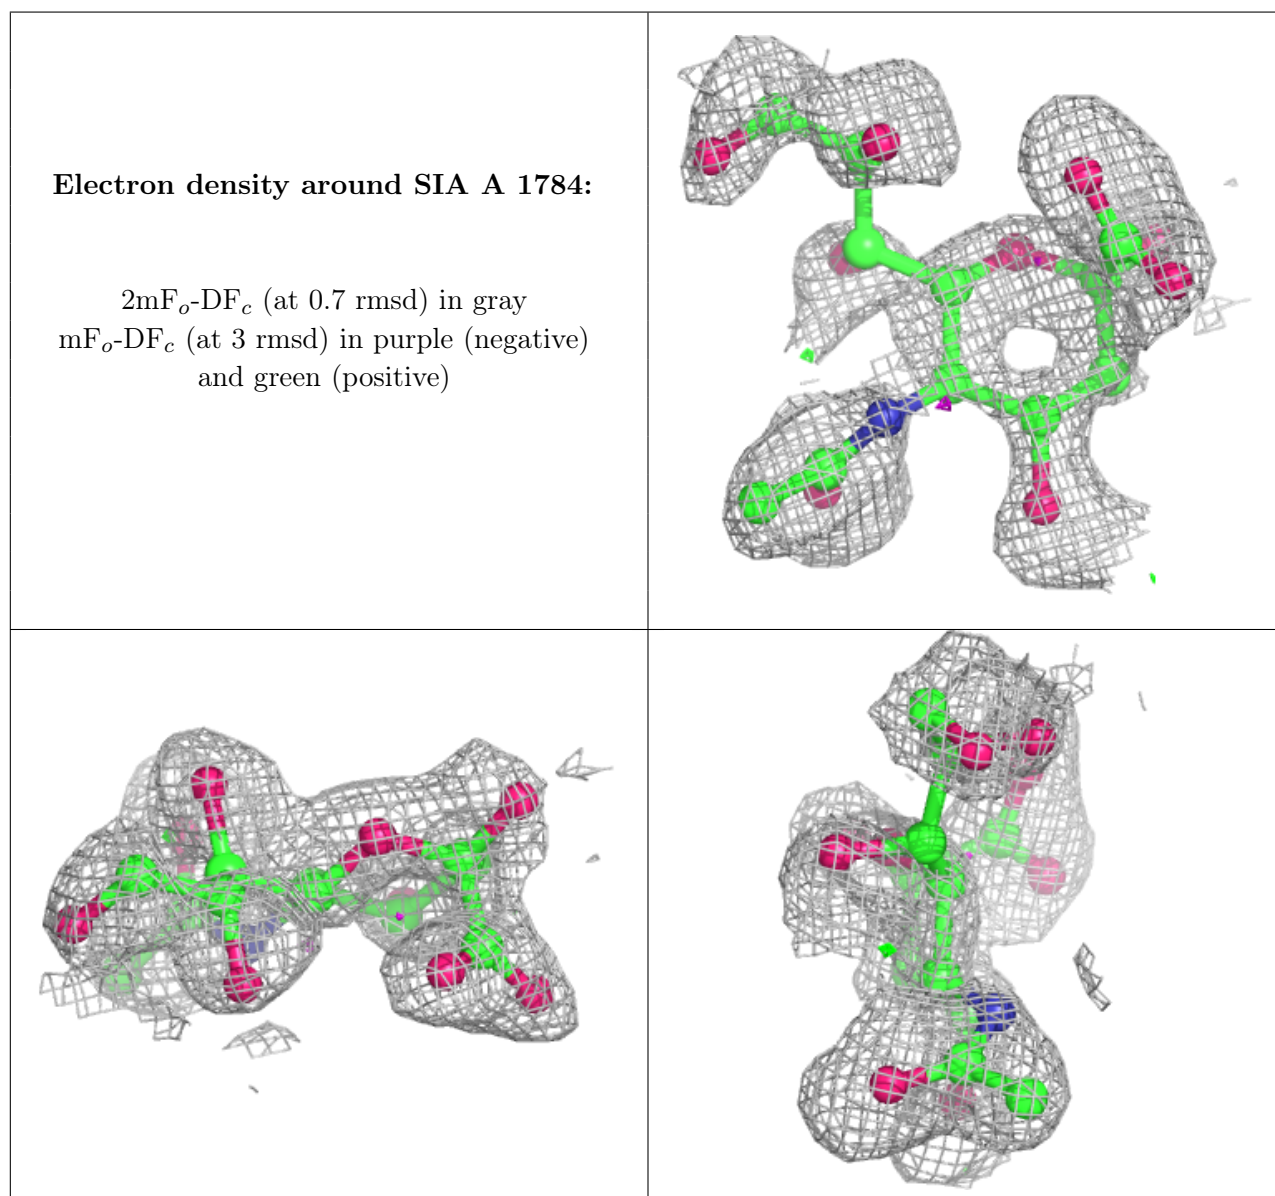 Electron density around SIA A 1784:
2mFo-DFc (at 0.7 rmsd) in gray
mFo-DFc (at 3 rmsd) in purple (negative)
and green (positive)